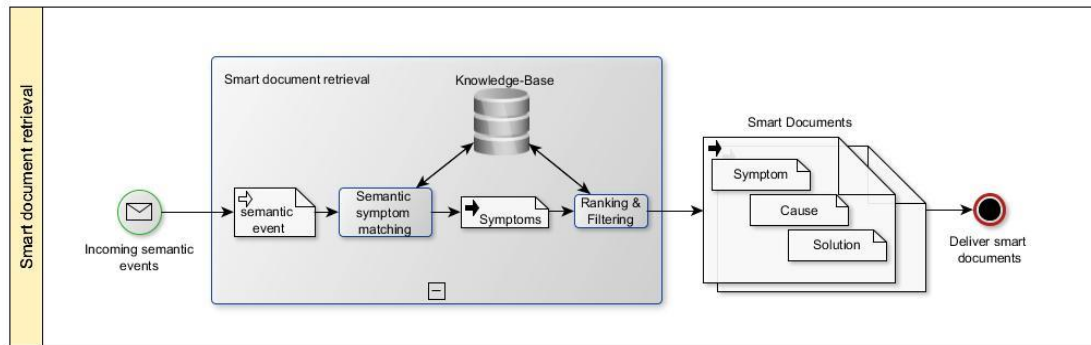 Smart document retrieval
Smart document retrieval
Knowledge-Base
Incoming semantic
events
semantic
event
Semantic
symptom
matching
Symptoms
Ranking &
Filtering
Smart Documents
Symptom
Cause
Solution
Deliver smart
documents